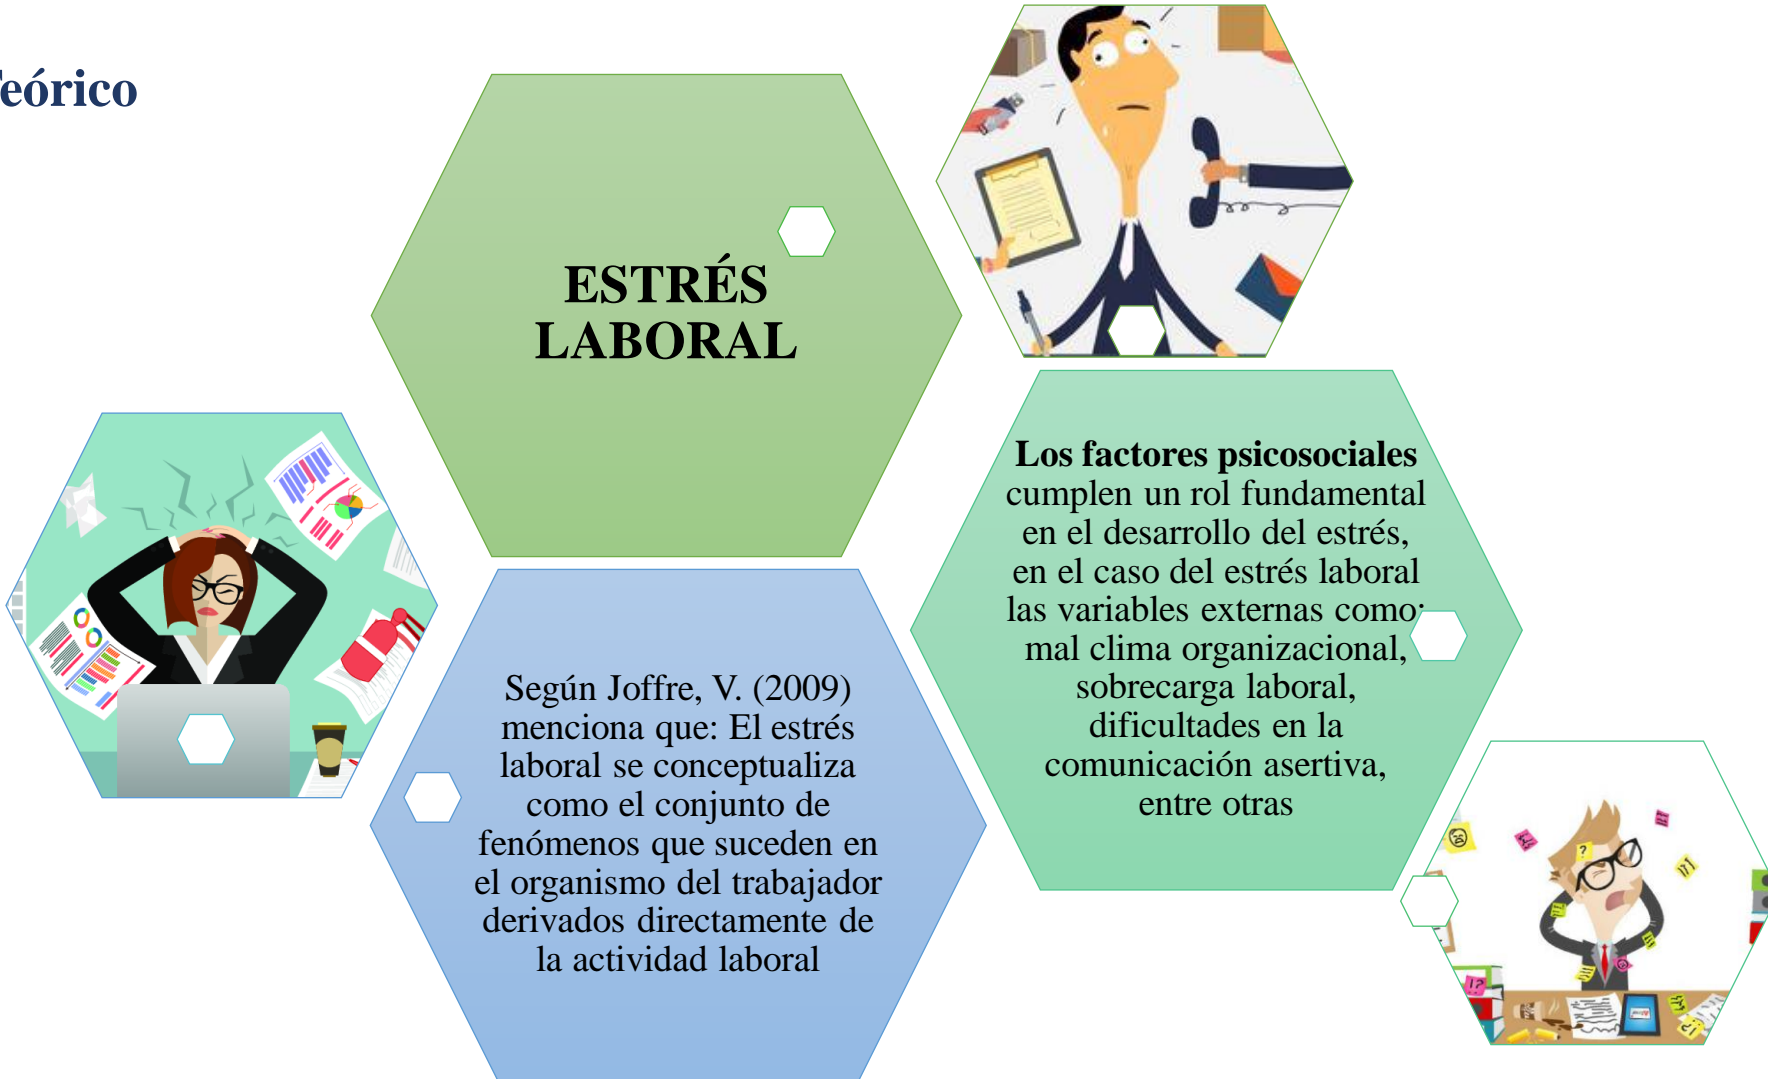 eórico
ESTRÉS
LABORAL
Los factores psicosociales
cumplen un rol fundamental
en el desarrollo del estrés,
en el caso del estrés laboral
las variables externas como:
mal clima organizacional,
sobrecarga laboral,
dificultades en la
comunicación asertiva,
entre otras
Según Joffre, V. (2009)
menciona que: El estrés
laboral se conceptualiza
como el conjunto de
fenómenos que suceden en
el organismo del trabajador
derivados directamente de
la actividad laboral